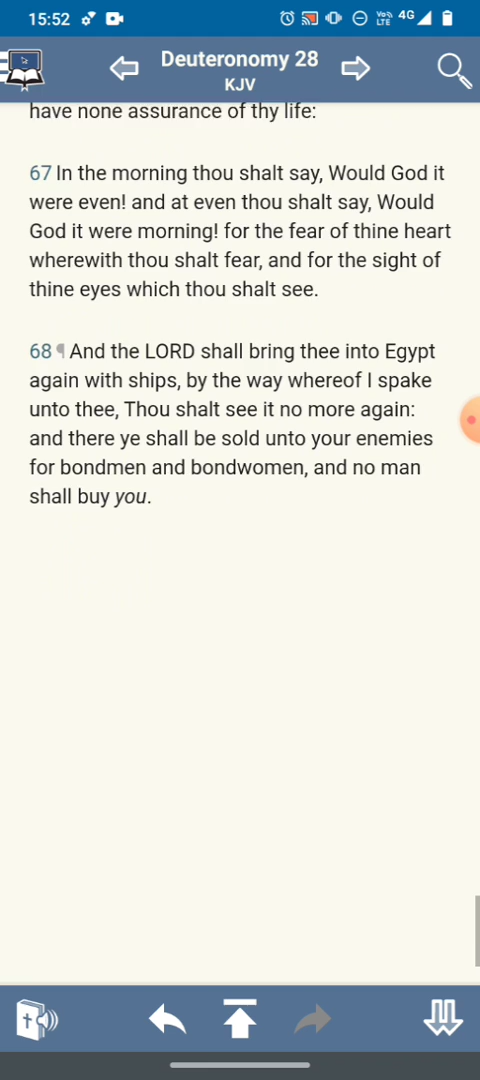 15:52
VoLTE 4G
Deuteronomy 28
KJV
have none assurance of thy life:
67 In the morning thou shalt say, Would God it
were even! and at even thou shalt say, Would
God it were morning! for the fear of thine heart
wherewith thou shalt fear, and for the sight of
thine eyes which thou shalt see.
68 ¶ And the LORD shall bring thee into Egypt
again with ships, by the way whereof I spake
unto thee, Thou shalt see it no more again:
and there ye shall be sold unto your enemies
for bondmen and bondwomen, and no man
shall buy you.